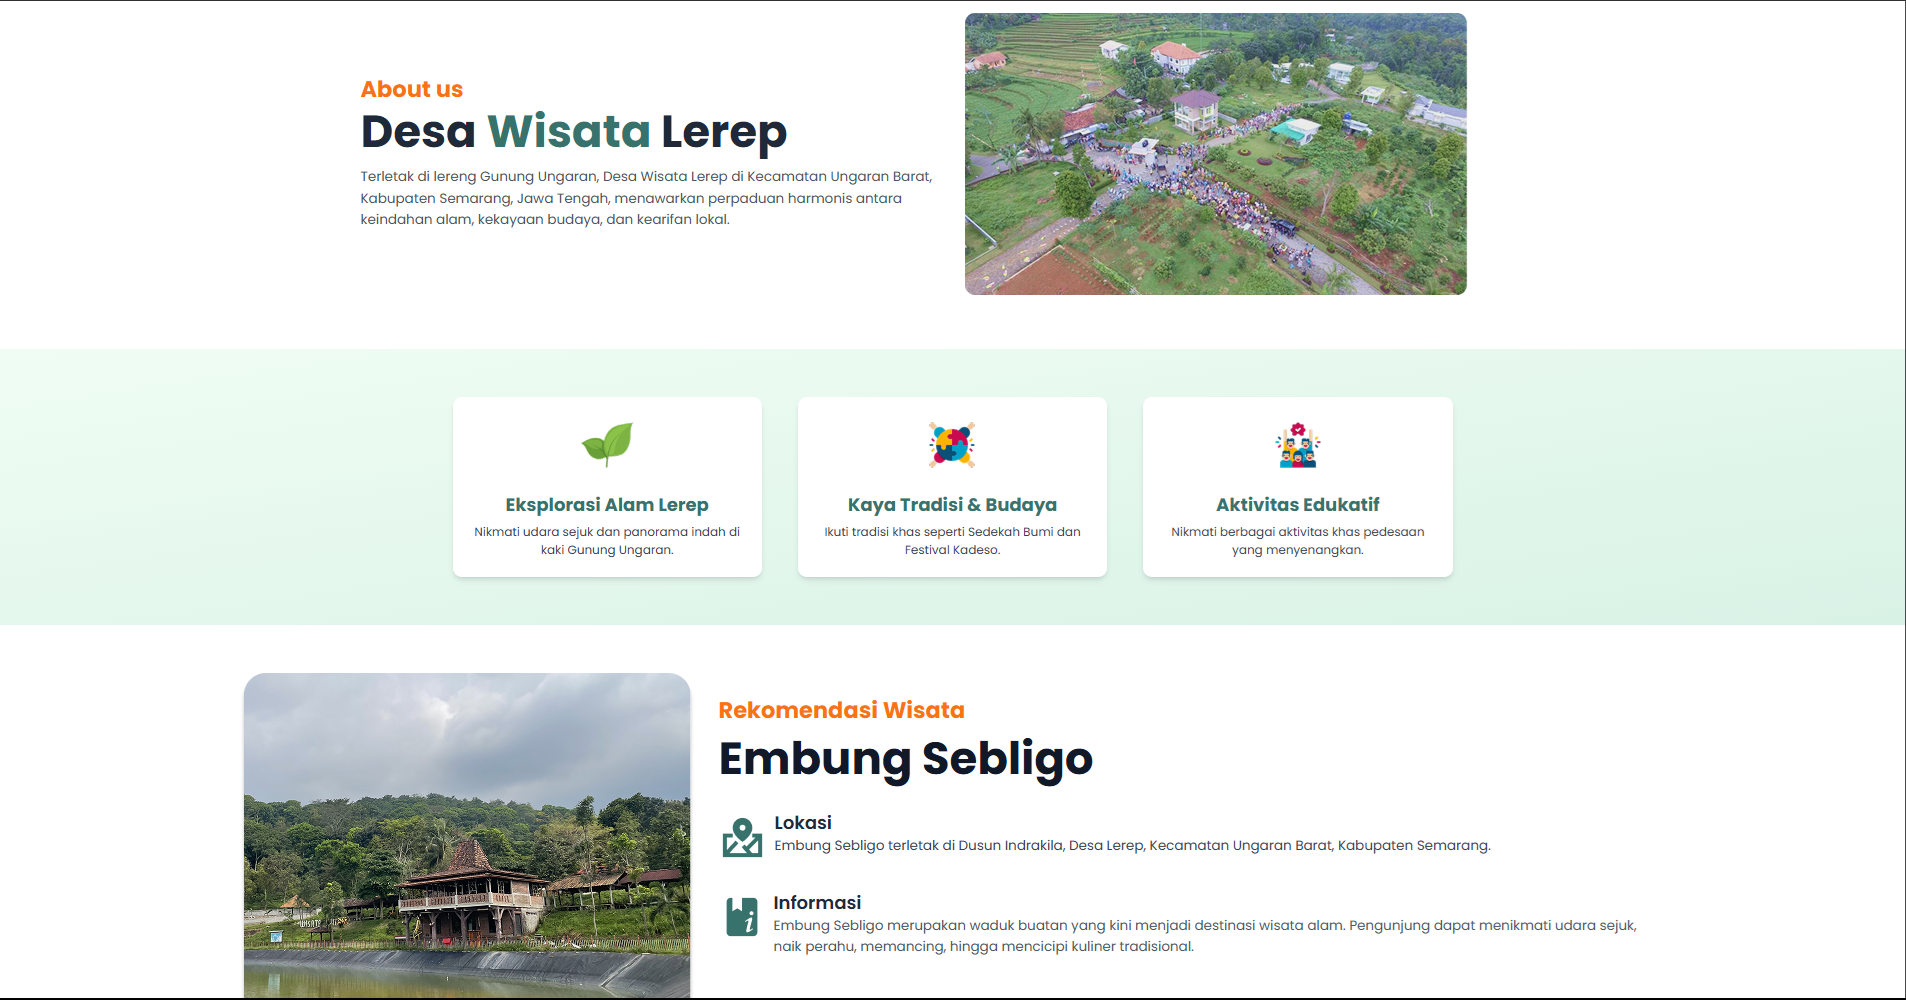 About us
Desa Wisata Lerep
Terletak di lereng Gunung Ungaran, Desa Wisata Lerep di Kecamatan Ungaran Barat,
Kabupaten Semarang, Jawa Tengah, menawarkan perpaduan harmonis antara
keindahan alam, kekayaan budaya, dan kearifan lokal.
Eksplorasi Alam Lerep
Nikmati udara sejuk dan panorama indah di
kaki Gunung Ungaran.
Kaya Tradisi & Budaya
Ikuti tradisi khas seperti Sedekah Bumi dan
Festival Kadeso.
Aktivitas Edukatif
Nikmati berbagai aktivitas khas pedesaan
yang menyenangkan.
Rekomendasi Wisata
Embung Sebligo
Lokasi
Embung Sebligo terletak di Dusun Indrakila, Desa Lerep, Kecamatan Ungaran Barat, Kabupaten Semarang.
Informasi
Embung Sebligo merupakan waduk buatan yang kini menjadi destinasi wisata alam. Pengunjung dapat menikmati udara sejuk,
naik perahu, memancing, hingga mencicipi kuliner tradisional.